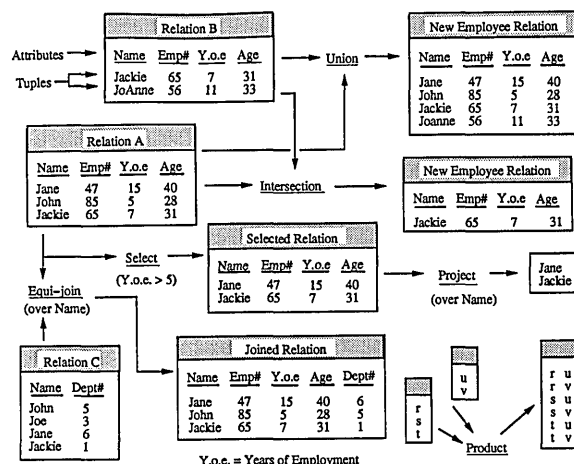 Relation B
Attributes
Name Emp# Y.o.e Age
Tuples
Jackie 65 7 31
JoAnne 56 11 33
Union
New Employee Relation
Name Emp# Y.o.e Age
Jane 47 15 40
John 85 5 28
Jackie 65 7 31
Joanne 56 11 33
Relation A
Name Emp# Y.o.e Age
Jane 47 15 40
John 85 5 28
Jackie 65 7 31
Intersection
New Employee Relation
Name Emp# Y.o.e Age
Jackie 65 7 31
Select
(Y.o.e. > 5)
Selected Relation
Name Emp# Y.o.e Age
Jane 47 15 40
Jackie 65 7 31
Project
(over Name)
Jane
Jackie
Equi-join
(over Name)
Relation C
Name Dept#
John 5
Joe 3
Jane 6
Jackie 1
Joined Relation
Name Emp# Y.o.e Age Dept#
Jane 47 15 40 6
John 85 5 28 5
Jackie 65 7 31 1
r
s
t
u
v
Product
r u
r v
s u
s v
t u
t v
Y.o.e. = Years of Employment